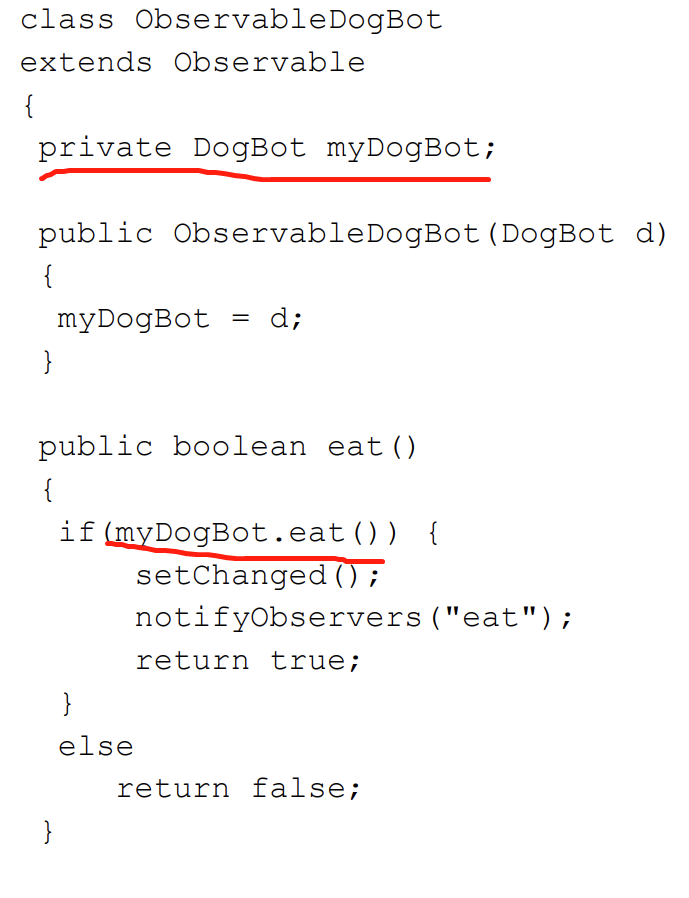 class ObservableDogBot
extends Observable
{
private DogBot myDogBot;
public ObservableDogBot(DogBot d)
{
myDogBot = d;
}
public boolean eat()
{
if(myDogBot.eat()) {
setChanged();
notifyObservers("eat");
return true;
}
else
return false;
}